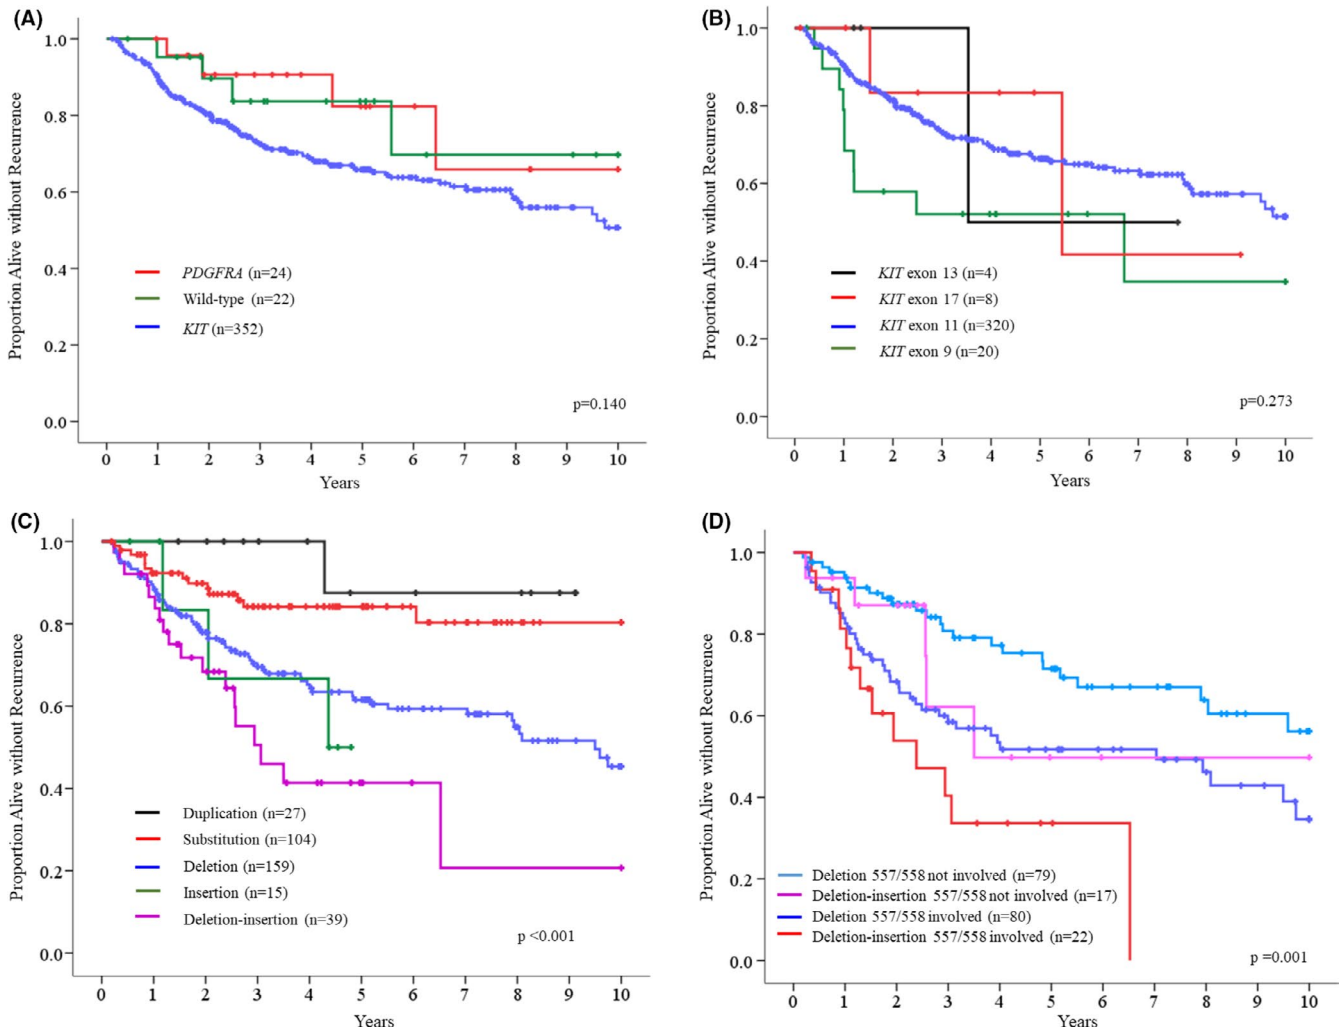 (A)
Proportion Alive without Recurrence
1.0
0.8
0.6
0.4
0.2
0.0
PDGFRA (n=24)
Wild-type (n=22)
KIT (n=352)
p=0.140
0 1 2 3 4 5 6 7 8 9 10
Years
(B)
Proportion Alive without Recurrence
1.0
0.8
0.6
0.4
0.2
0.0
KIT exon 13 (n=4)
KIT exon 17 (n=8)
KIT exon 11 (n=320)
KIT exon 9 (n=20)
p=0.273
0 1 2 3 4 5 6 7 8 9 10
Years
(C)
Proportion Alive without Recurrence
1.0
0.8
0.6
0.4
0.2
0.0
Duplication (n=27)
Substitution (n=104)
Deletion (n=159)
Insertion (n=15)
Deletion-insertion (n=39)
p <0.001
0 1 2 3 4 5 6 7 8 9 10
Years
(D)
Proportion Alive without Recurrence
1.0
0.8
0.6
0.4
0.2
0.0
Deletion 557/558 not involved (n=79)
Deletion-insertion 557/558 not involved (n=17)
Deletion 557/558 involved (n=80)
Deletion-insertion 557/558 involved (n=22)
p =0.001
0 1 2 3 4 5 6 7 8 9 10
Years